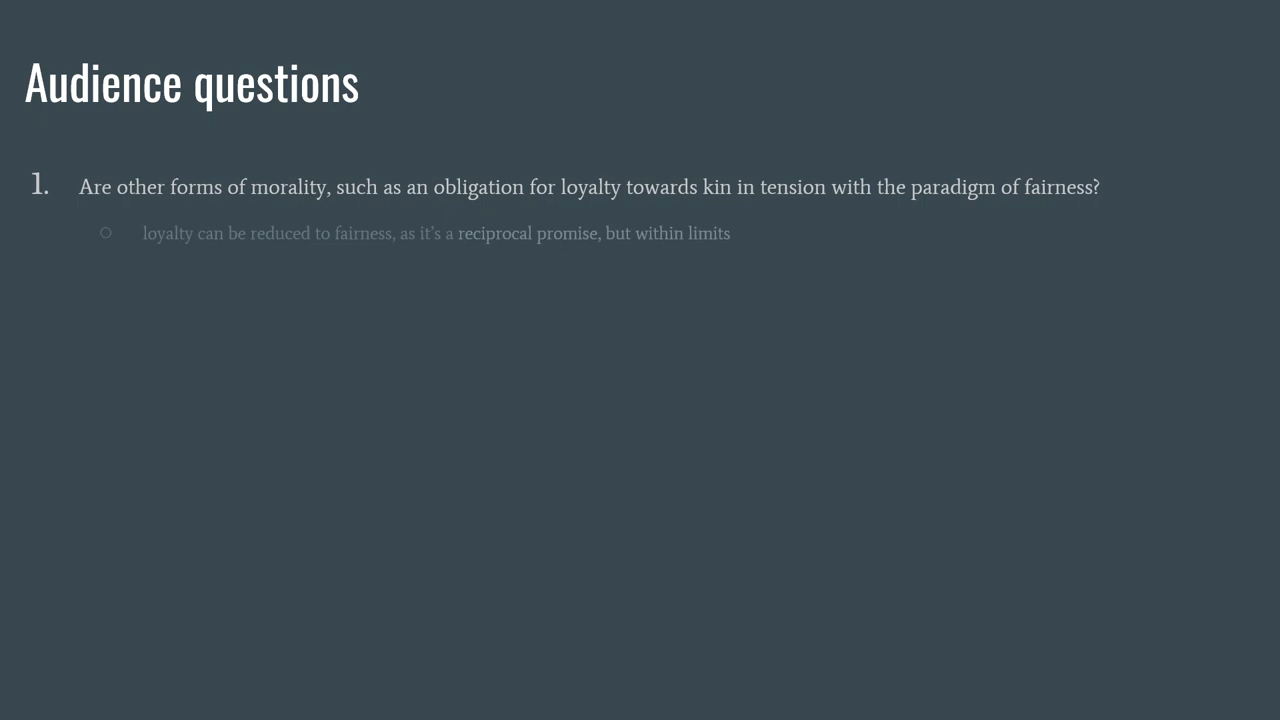 Audience questions
1. Are other forms of morality, such as an obligation for loyalty towards kin in tension with the paradigm of fairness?
○ loyalty can be reduced to fairness, as it's a reciprocal promise, but within limits